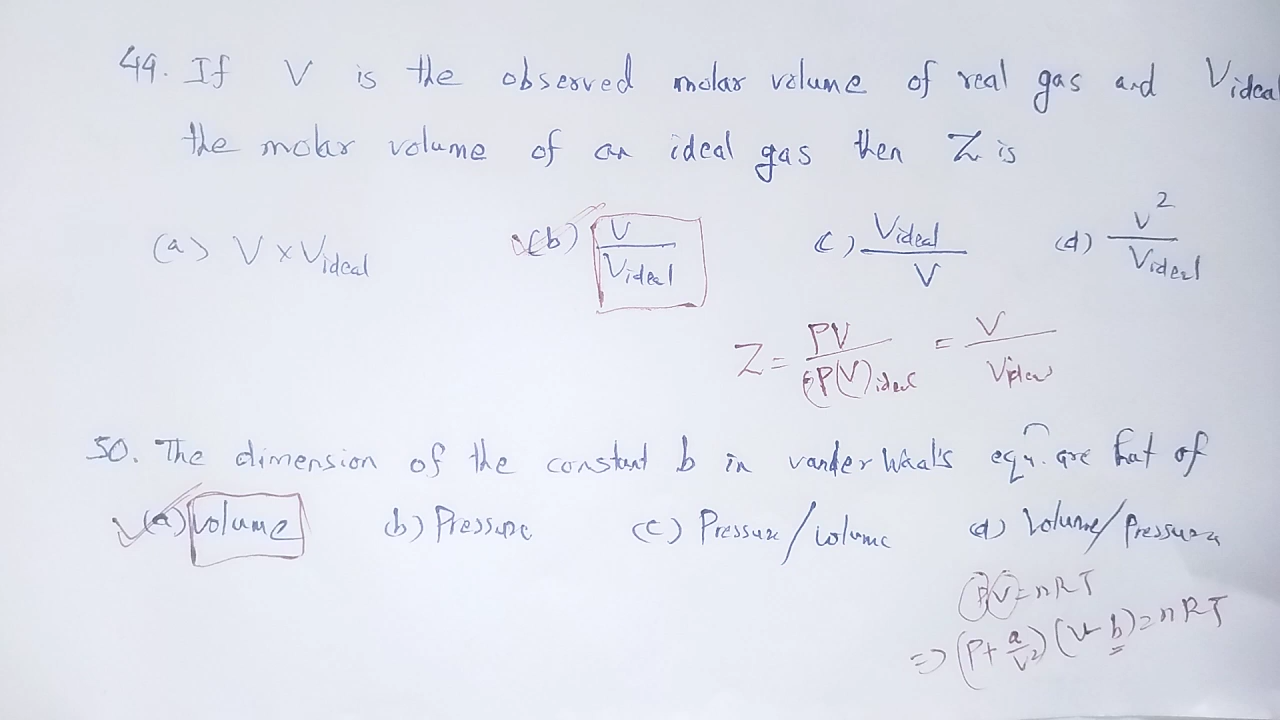 49. If V is the observed molar volume of real gas and Videal
the molar volume of an ideal gas then Z is
(a) V × Videal (b) V/Videal (c) Videal/V (d) V²/Videal
Z = PV/P(V)ideal = V/Videal
50. The dimension of the constant b in vander Waal's eqn. are that of
(a) volume (b) Pressure (c) Pressure/volume (d) Volume/pressure
PV = nRT
=> (P + a/V²) (V - b) = nRT